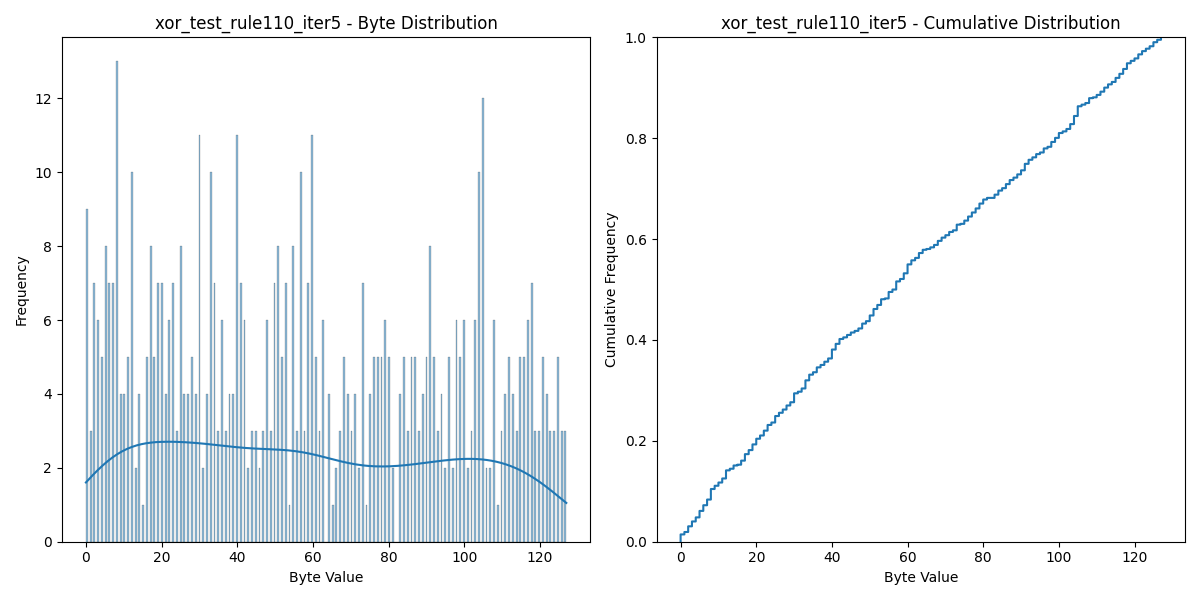 xor_test_rule110_iter5 - Byte Distribution
Frequency
12
10
8
6
4
2
0
0 20 40 60 80 100 120
Byte Value
xor_test_rule110_iter5 - Cumulative Distribution
Cumulative Frequency
1.0
0.8
0.6
0.4
0.2
0.0
0 20 40 60 80 100 120
Byte Value